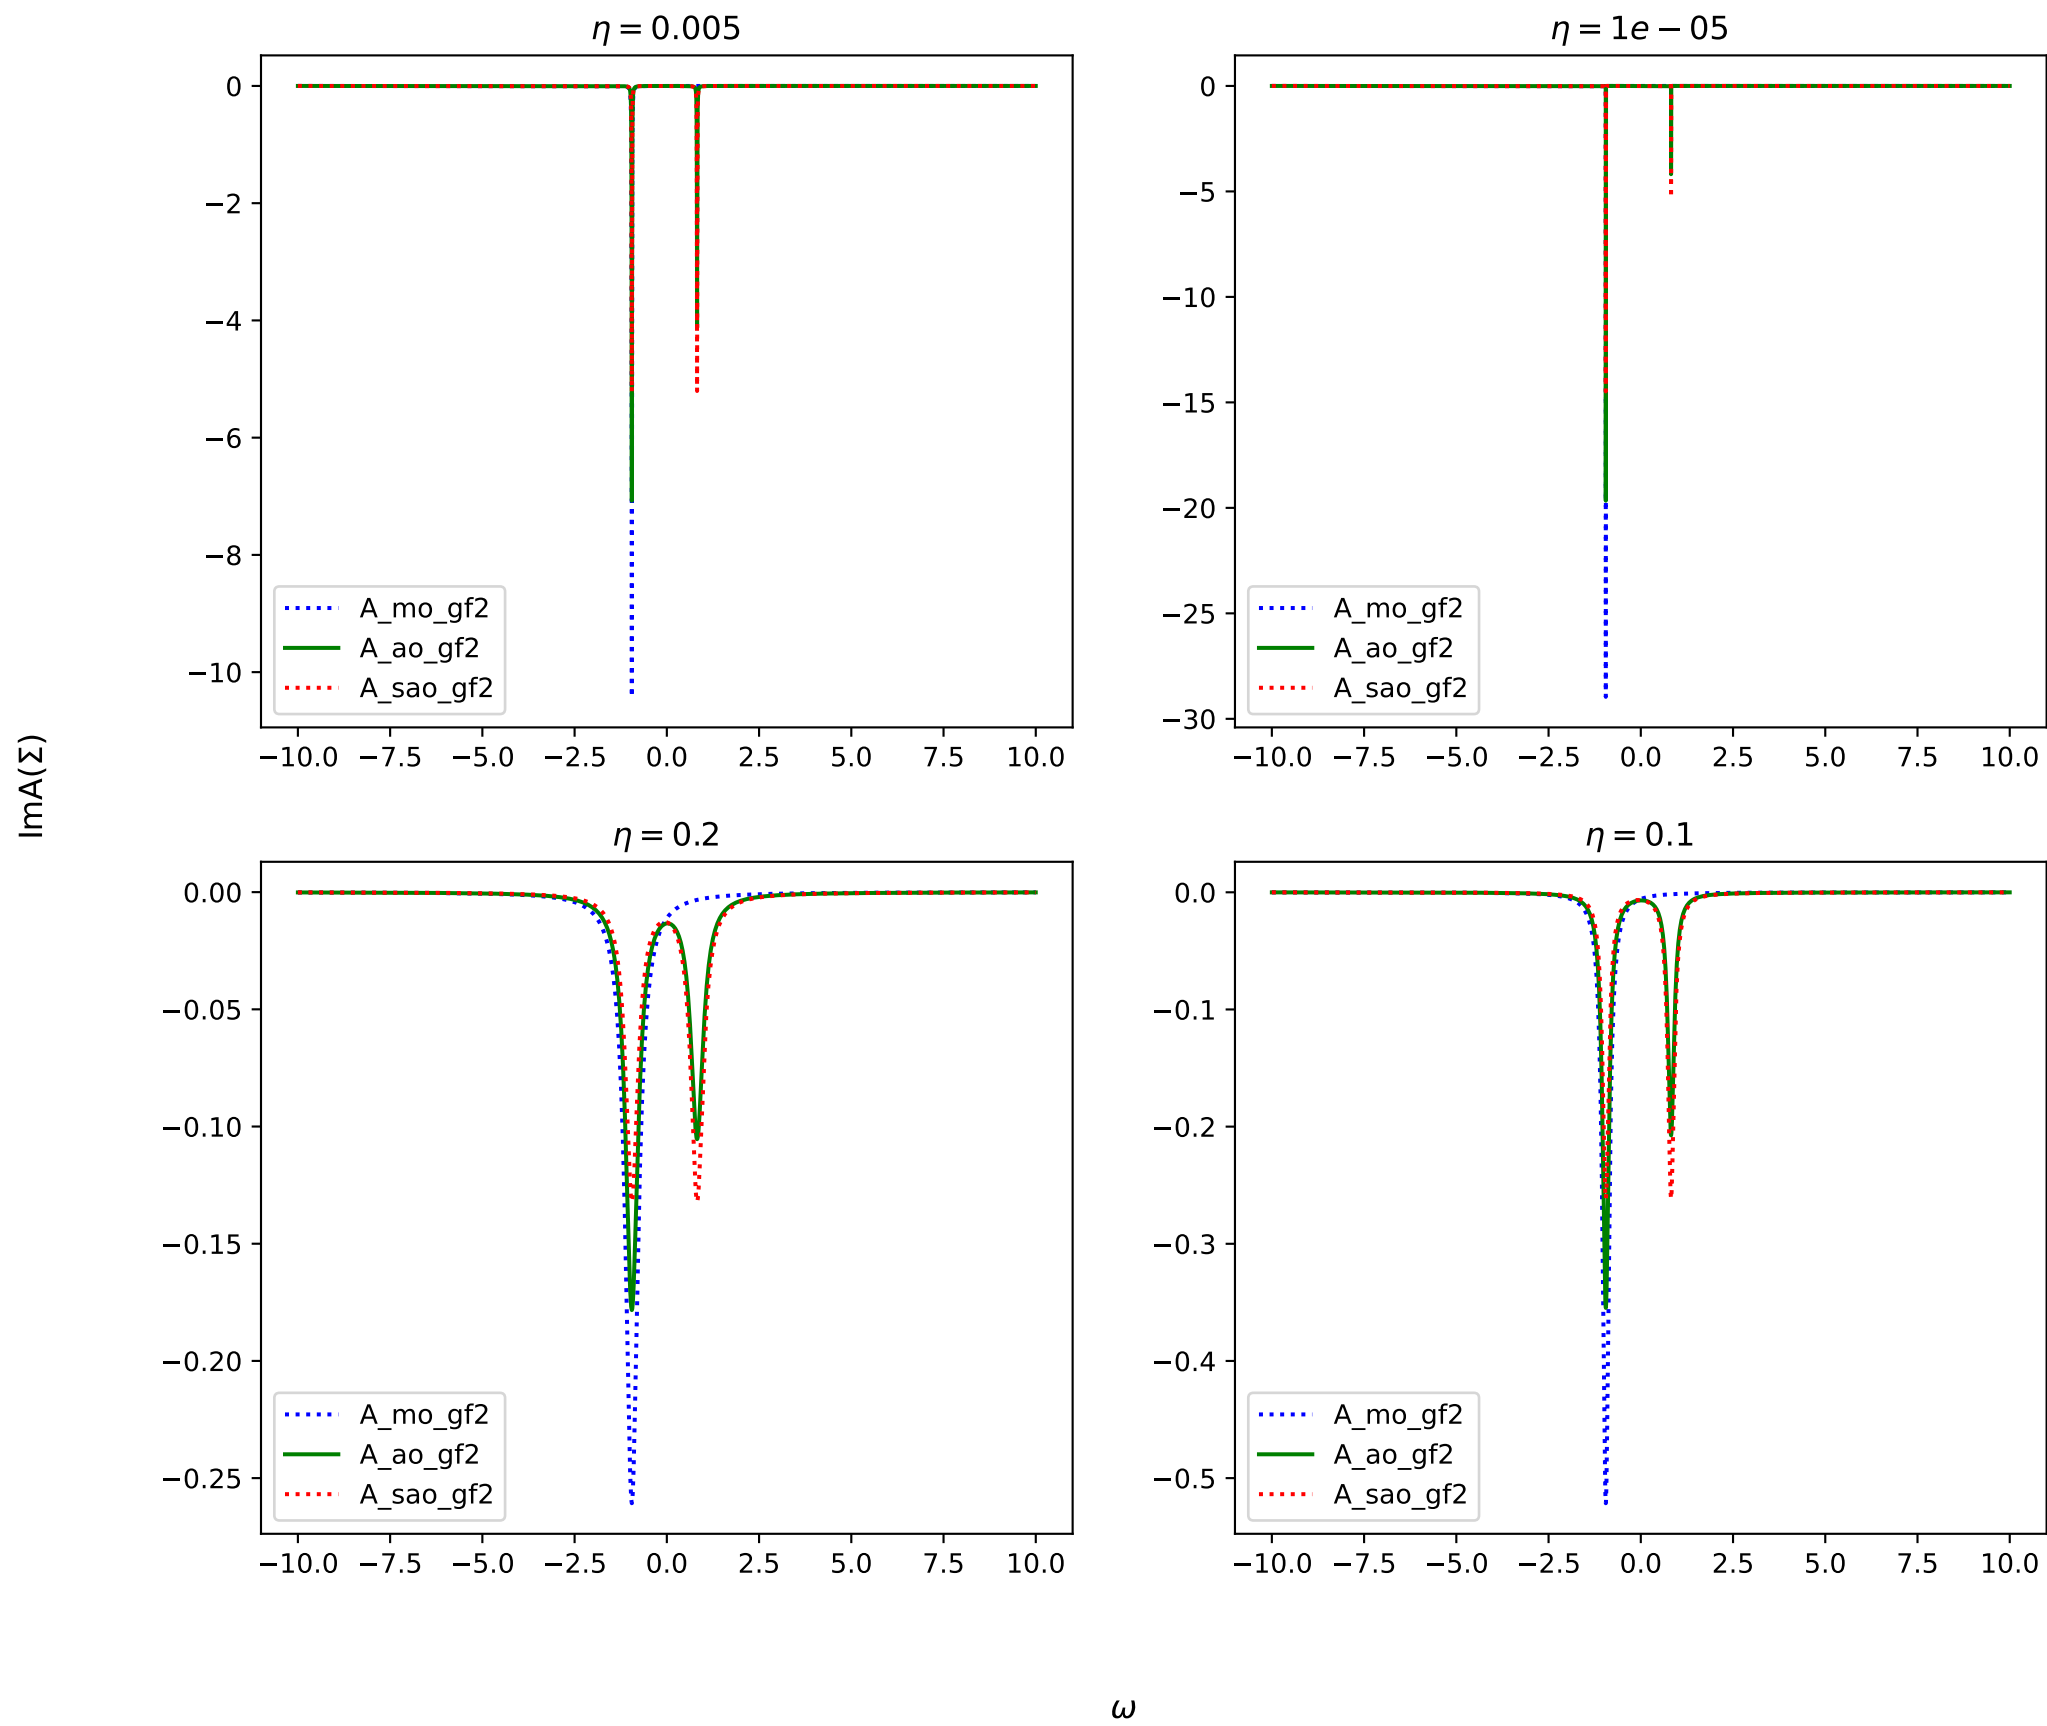 η = 0.005
0
−2
−4
−6
−8
−10
A_mo_gf2
A_ao_gf2
A_sao_gf2
−10.0 −7.5 −5.0 −2.5 0.0 2.5 5.0 7.5 10.0
η = 1e − 05
0
−5
−10
−15
−20
−25
−30
A_mo_gf2
A_ao_gf2
A_sao_gf2
−10.0 −7.5 −5.0 −2.5 0.0 2.5 5.0 7.5 10.0
ImA(Σ)
η = 0.2
0.00
−0.05
−0.10
−0.15
−0.20
−0.25
A_mo_gf2
A_ao_gf2
A_sao_gf2
−10.0 −7.5 −5.0 −2.5 0.0 2.5 5.0 7.5 10.0
η = 0.1
0.0
−0.1
−0.2
−0.3
−0.4
−0.5
A_mo_gf2
A_ao_gf2
A_sao_gf2
−10.0 −7.5 −5.0 −2.5 0.0 2.5 5.0 7.5 10.0
ω